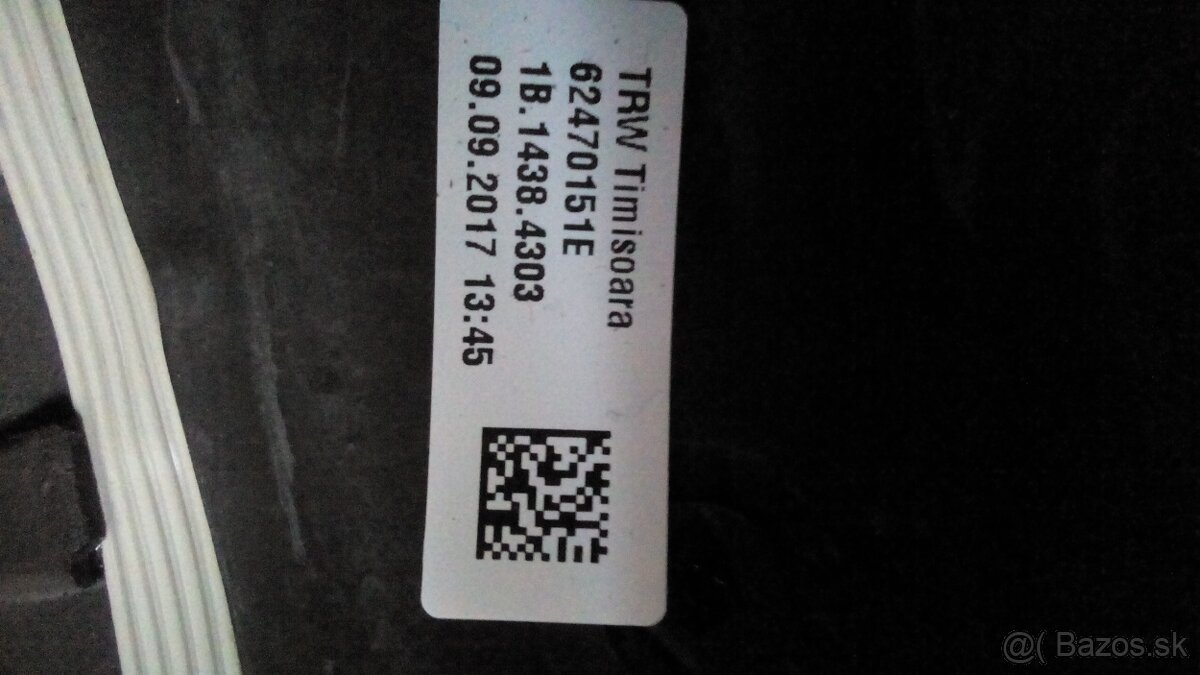 TRW Timisoara
62470151E
1B.1438.4303
09.09.2017 13:45
@( Bazos.sk